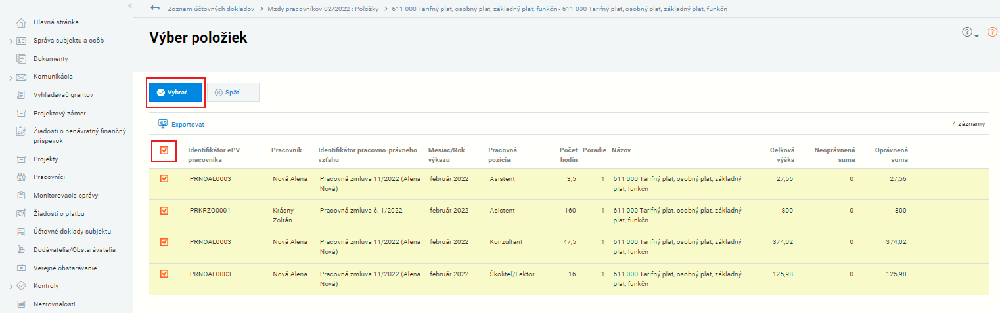 «
Hlavná stránka
Správa subjektu a osôb
Dokumenty
Komunikácia
Vyhľadávač grantov
Projektový zámer
Žiadosti o nenávratný finančný
príspevok
Projekty
Pracovníci
Monitorovacie správy
Žiadosti o platbu
Účtovné doklady subjektu
Dodávatelia/Obstarávatelia
Verejné obstarávanie
Kontroly
Nezrovnalosti
Zoznam účtovných dokladov > Mzdy pracovníkov 02/2022 : Položky > 611 000 Tarifný plat, osobný plat, základný plat, funkčn - 611 000 Tarifný plat, osobný plat, základný plat, funkčn
Výber položiek
? ?
Vybrať Späť
XLS Exportovať 4 záznamy
Identifikátor ePV Pracovník Identifikátor pracovno-právneho Mesiac/Rok Pracovná Počet Poradie Názov Celková Neoprávnená Oprávnená
pracovníka vzťahu výkazu pozícia hodín výška suma suma
PRNOAL0003 Nová Alena Pracovná zmluva 11/2022 (Alena február 2022 Asistent 3,5 1 611 000 Tarifný plat, osobný plat, základný 27,56 0 27,56
Nová) plat, funkčn
PRKRZO0001 Krásny Pracovná zmluva č. 1/2022 február 2022 Asistent 160 1 611 000 Tarifný plat, osobný plat, základný 800 0 800
Zoltán plat, funkčn
PRNOAL0003 Nová Alena Pracovná zmluva 11/2022 (Alena február 2022 Konzultant 47,5 1 611 000 Tarifný plat, osobný plat, základný 374,02 0 374,02
Nová) plat, funkčn
PRNOAL0003 Nová Alena Pracovná zmluva 11/2022 (Alena február 2022 Školiteľ/Lektor 16 1 611 000 Tarifný plat, osobný plat, základný 125,98 0 125,98
Nová) plat, funkčn